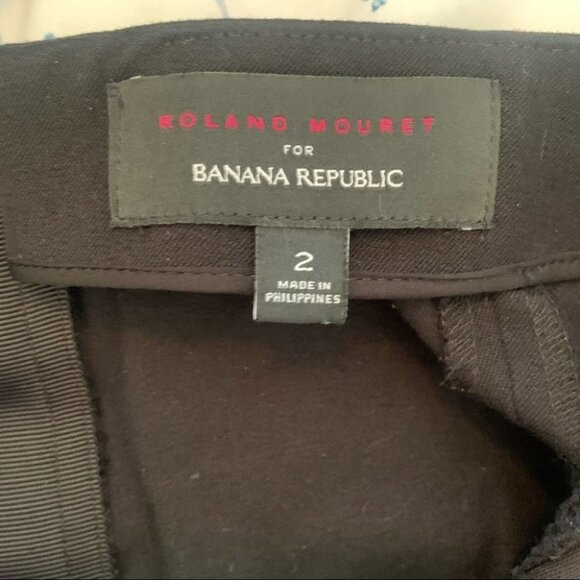 ROLAND MOURET
FOR
BANANA REPUBLIC
2
MADE IN
PHILIPPINES